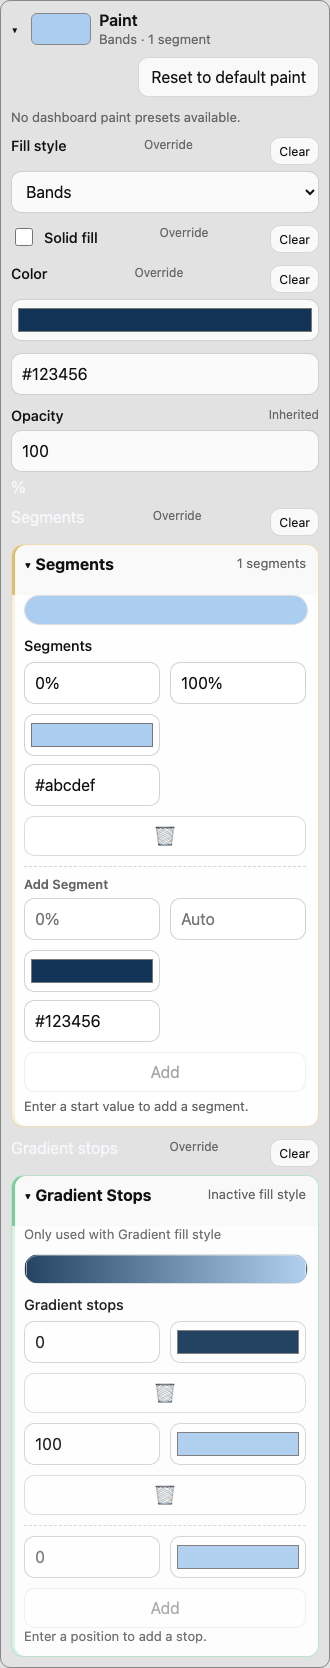 Paint
Bands · 1 segment
Reset to default paint
No dashboard paint presets available.
Fill style Override Clear
Bands
Solid fill Override Clear
Color Override Clear
#123456
Opacity Inherited
100
%
Segments Override Clear
Segments 1 segments
Segments
0% 100%
#abcdef
Add Segment
0% Auto
#123456
Add
Enter a start value to add a segment.
Gradient stops Override Clear
Gradient Stops Inactive fill style
Only used with Gradient fill style
Gradient stops
0
100
0
Add
Enter a position to add a stop.